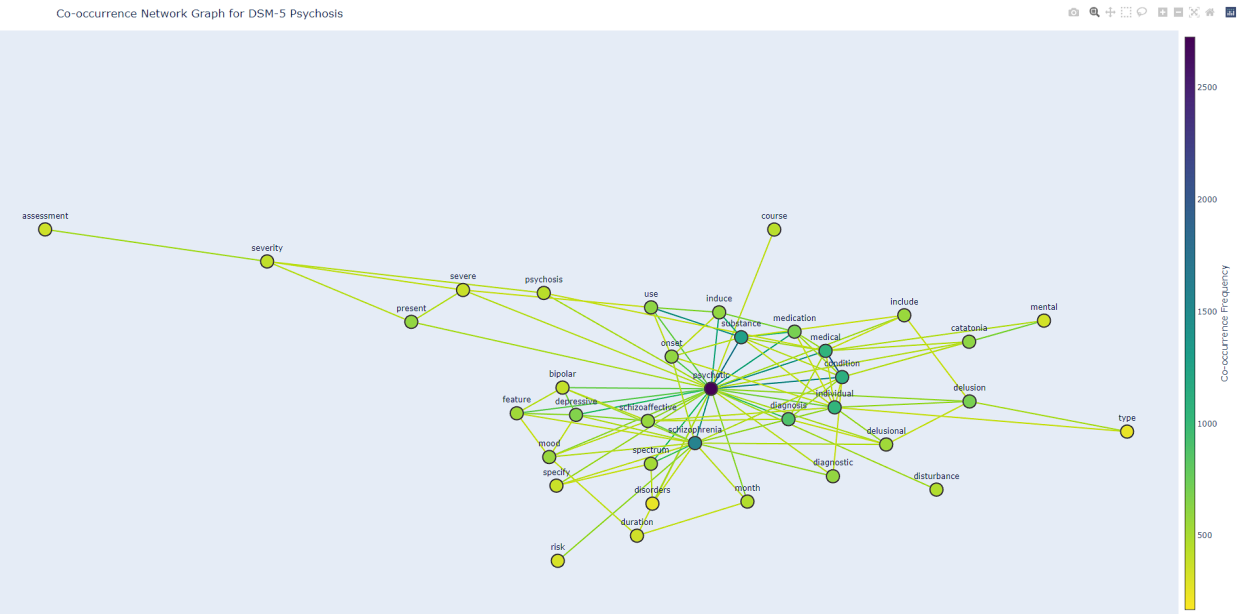 Co-occurrence Network Graph for DSM-5 Psychosis
2500
assessment
course
2000
severity
severe
psychosis
use
induce
include
mental
present
substance
medication
1500
onset
medical
catatonia
condition
bipolar
psychotic
feature
depressive
schizoaffective
diagnosis
individual
delusion
type
1000
mood
schizophrenia
delusional
specify
spectrum
diagnostic
disturbance
disorders
month
duration
500
risk
Co-occurrence Frequency